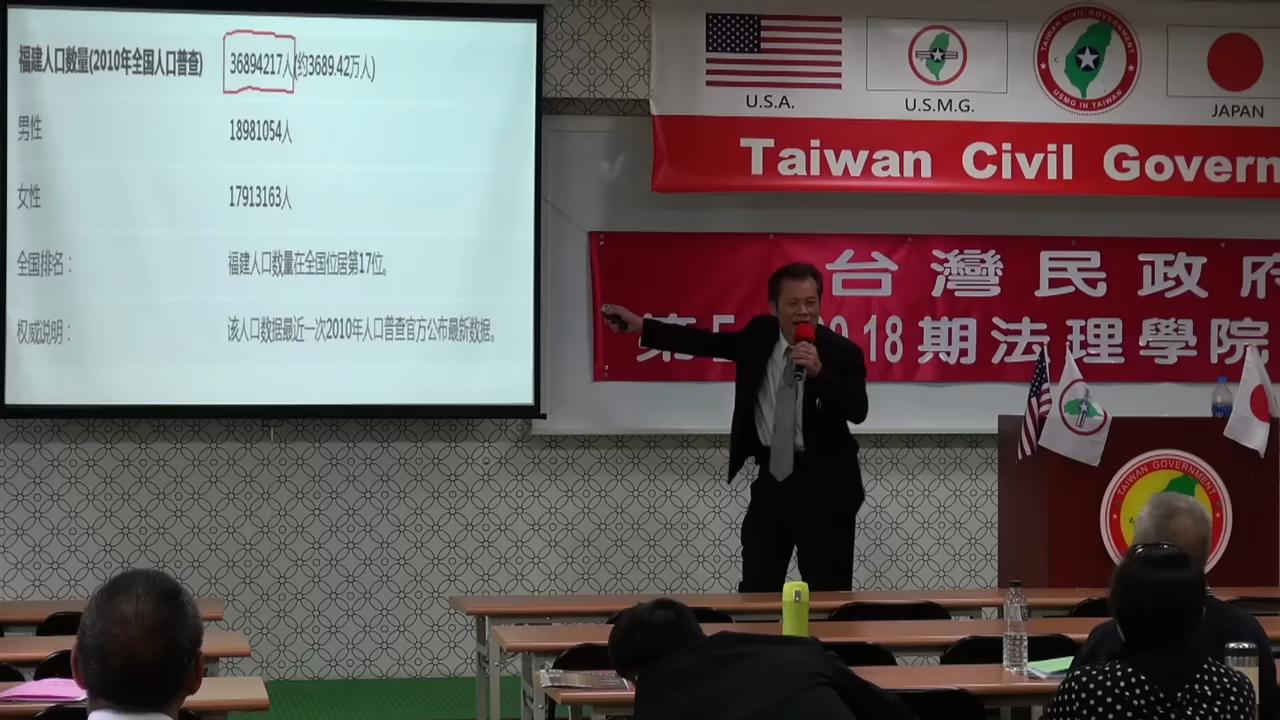 福建人口数量(2010年全国人口普查) 36894217人(约3689.42万人)
男性 18981054人
女性 17913163人
全国排名： 福建人口数量在全国位居第17位。
权威说明： 该人口数据最近一次2010年人口普查官方公布最新数据。
U.S.A.
U.S.M.G.
TAIWAN CIVIL GOVERNMENT
USMG IN TAIWAN
JAPAN
Taiwan Civil Govern
台灣民政府
第 18期法理學院
TAIWAN GOVERNMENT